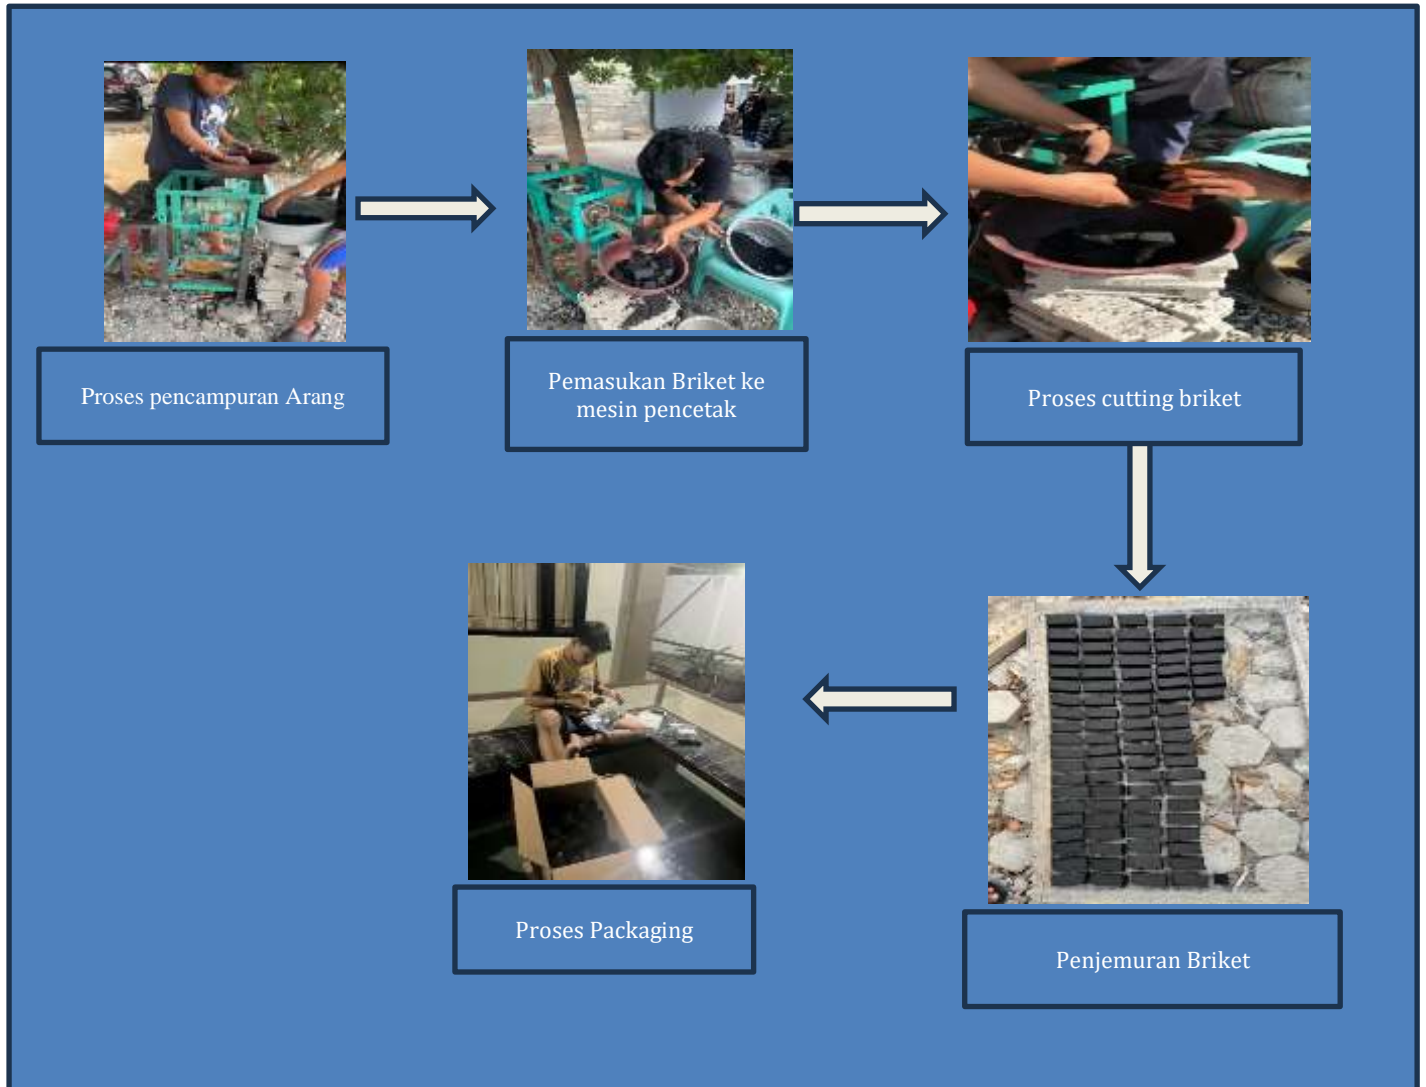 Proses pencampuran Arang
Pemasukan Briket ke
mesin pencetak
Proses cutting briket
Penjemuran Briket
Proses Packaging